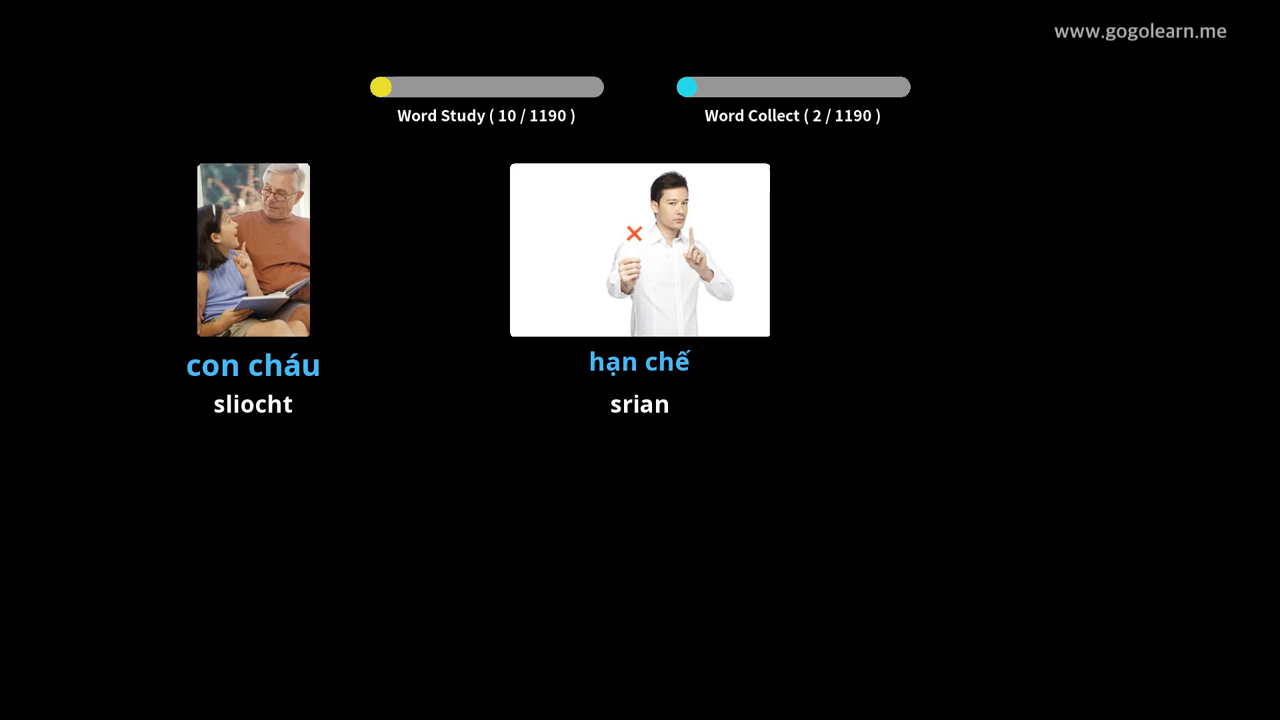 www.gogolearn.me
Word Study ( 10 / 1190 )
Word Collect ( 2 / 1190 )
con cháu
sliocht
hạn chế
srian